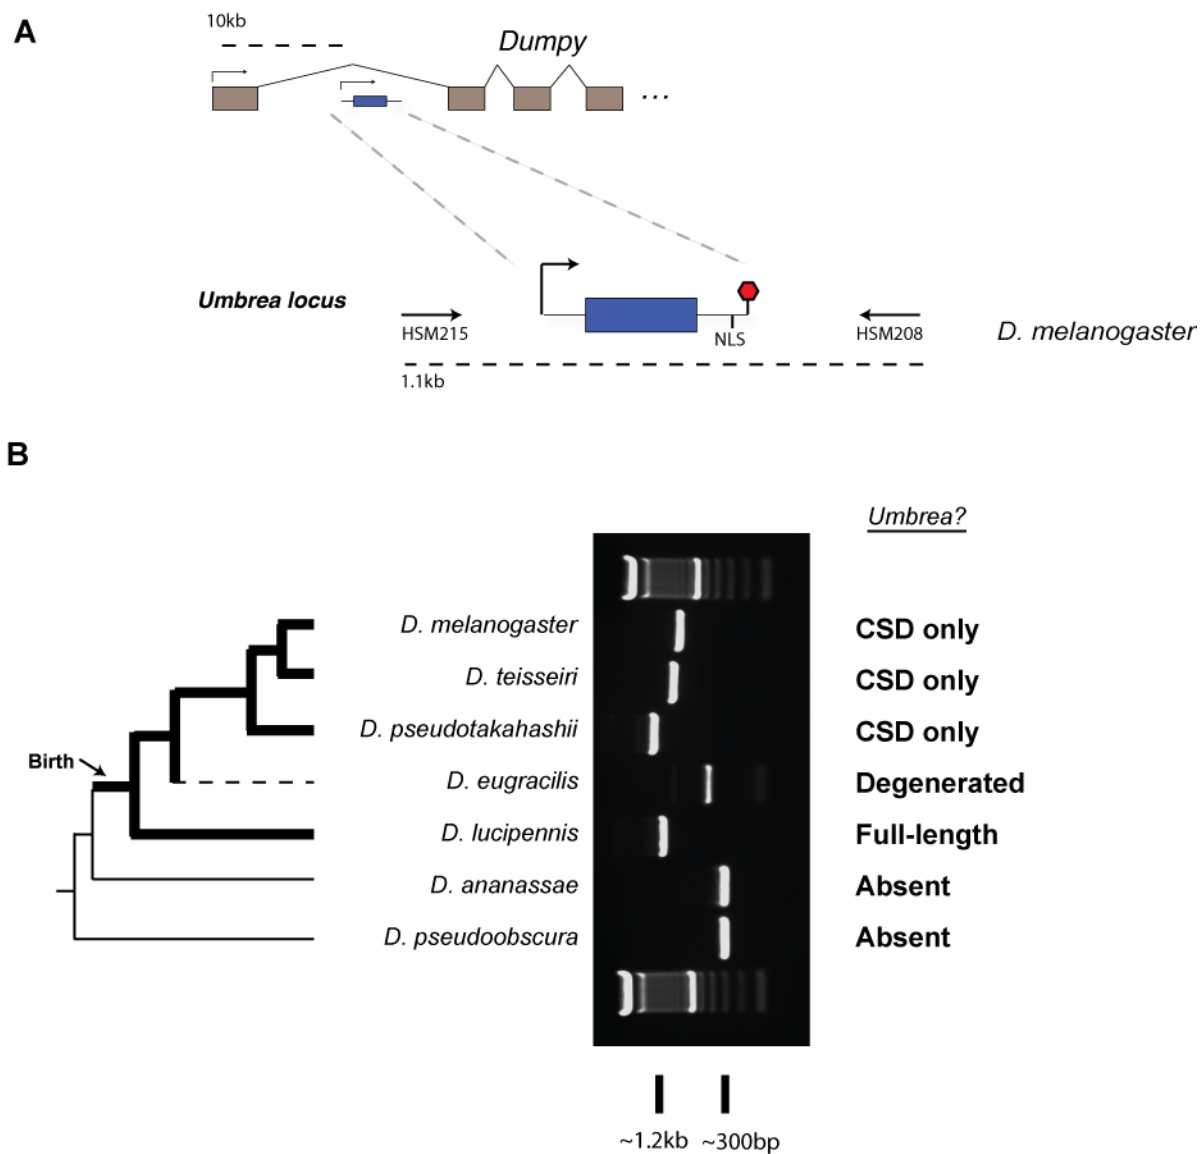 A
10kb
Dumpy
...
Umbrea locus
HSM215
NLS
HSM208
D. melanogaster
1.1kb
B
Umbrea?
D. melanogaster
CSD only
D. teisseiri
CSD only
D. pseudotakahashii
CSD only
Birth
D. eugracilis
Degenerated
D. lucipennis
Full-length
D. ananassae
Absent
D. pseudoobscura
Absent
~1.2kb
~300bp